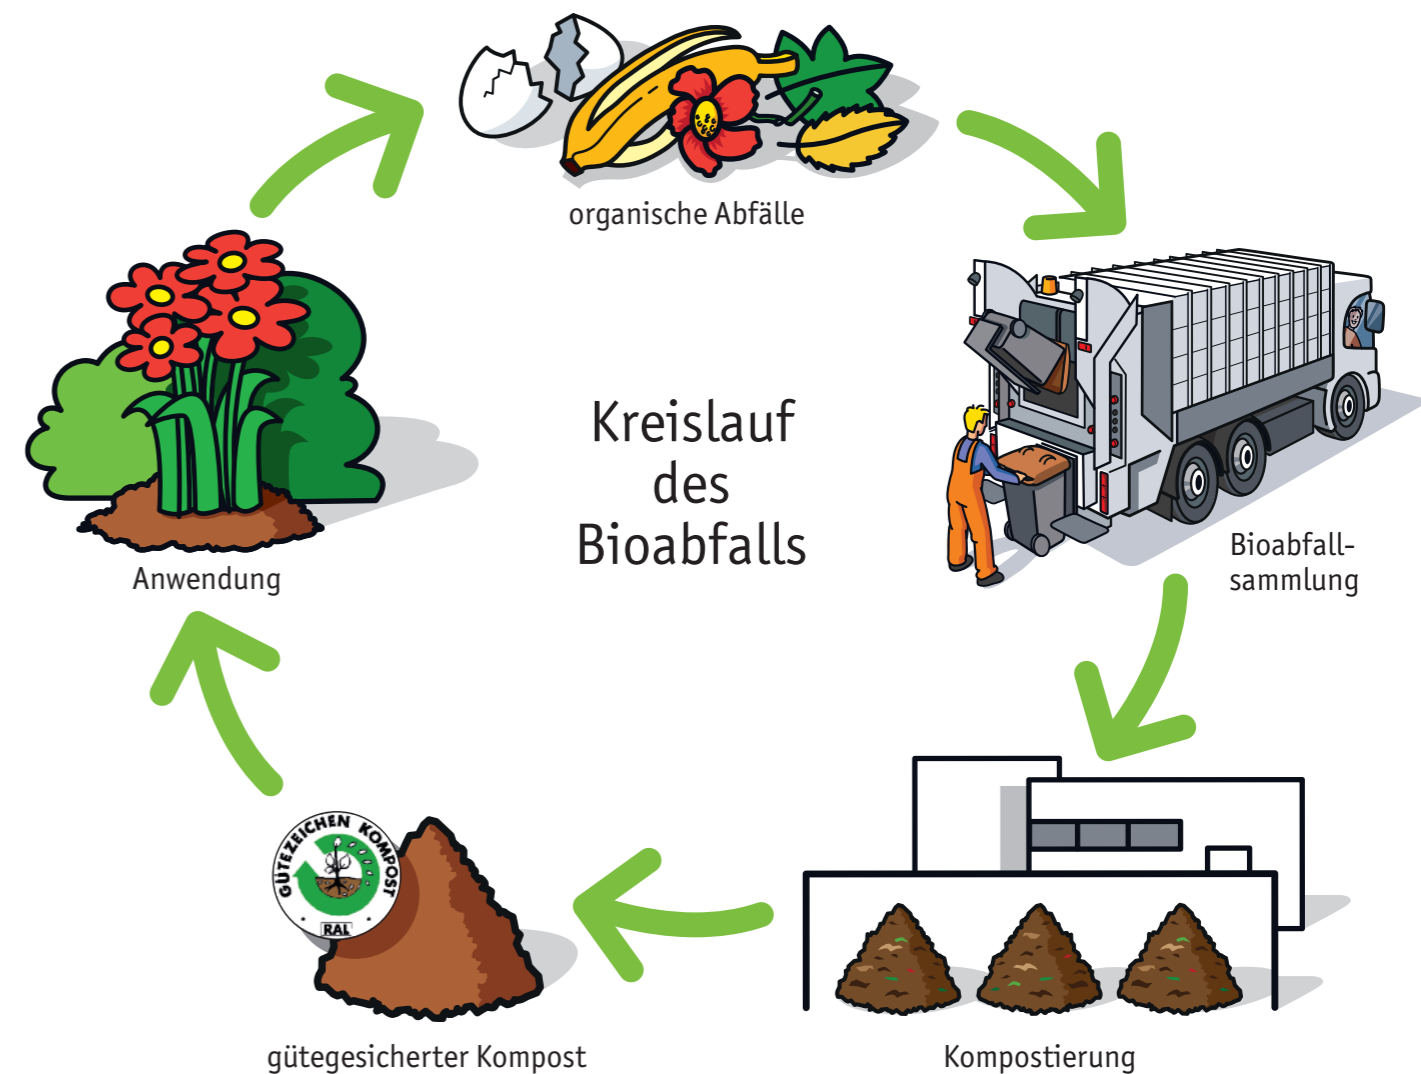 organische Abfälle
Kreislauf
des
Bioabfalls
Bioabfall-
sammlung
Anwendung
GÜTEZEICHEN KOMPOST
RAL
gütegesicherter Kompost
Kompostierung